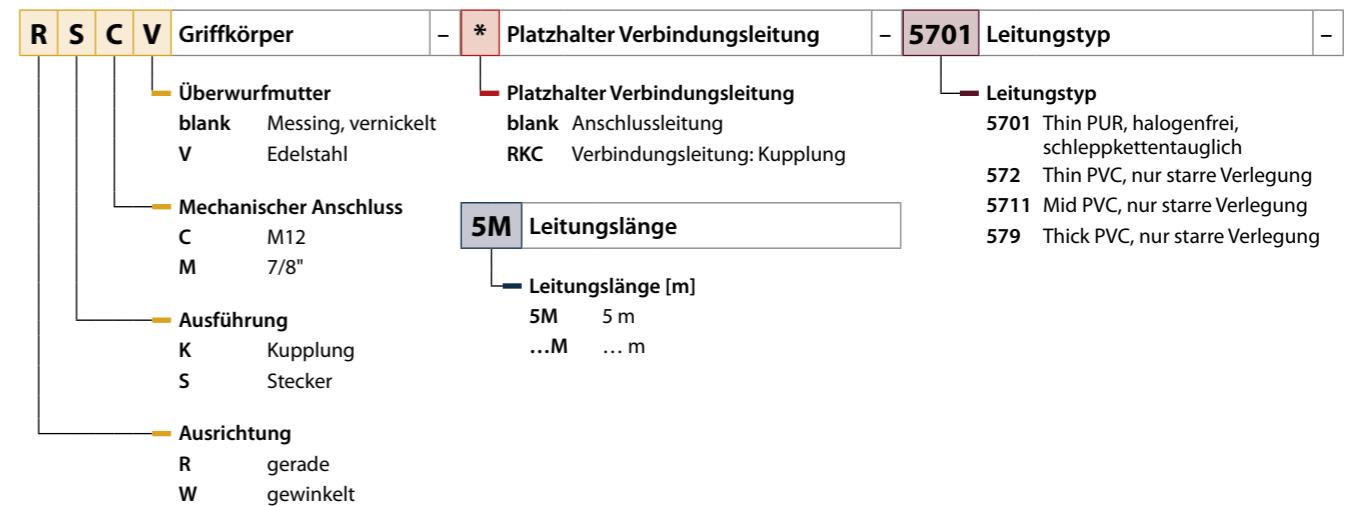 R S C V Griffkörper – * Platzhalter Verbindungsleitung – 5701 Leitungstyp –
Überwurfmutter
blank Messing, vernickelt
V Edelstahl
Mechanischer Anschluss
C M12
M 7/8"
Ausführung
K Kupplung
S Stecker
Ausrichtung
R gerade
W gewinkelt
Platzhalter Verbindungsleitung
blank Anschlussleitung
RKC Verbindungsleitung: Kupplung
5M Leitungslänge
Leitungslänge [m]
5M 5 m
…M … m
Leitungstyp
5701 Thin PUR, halogenfrei,
schleppkettentauglich
572 Thin PVC, nur starre Verlegung
5711 Mid PVC, nur starre Verlegung
579 Thick PVC, nur starre Verlegung